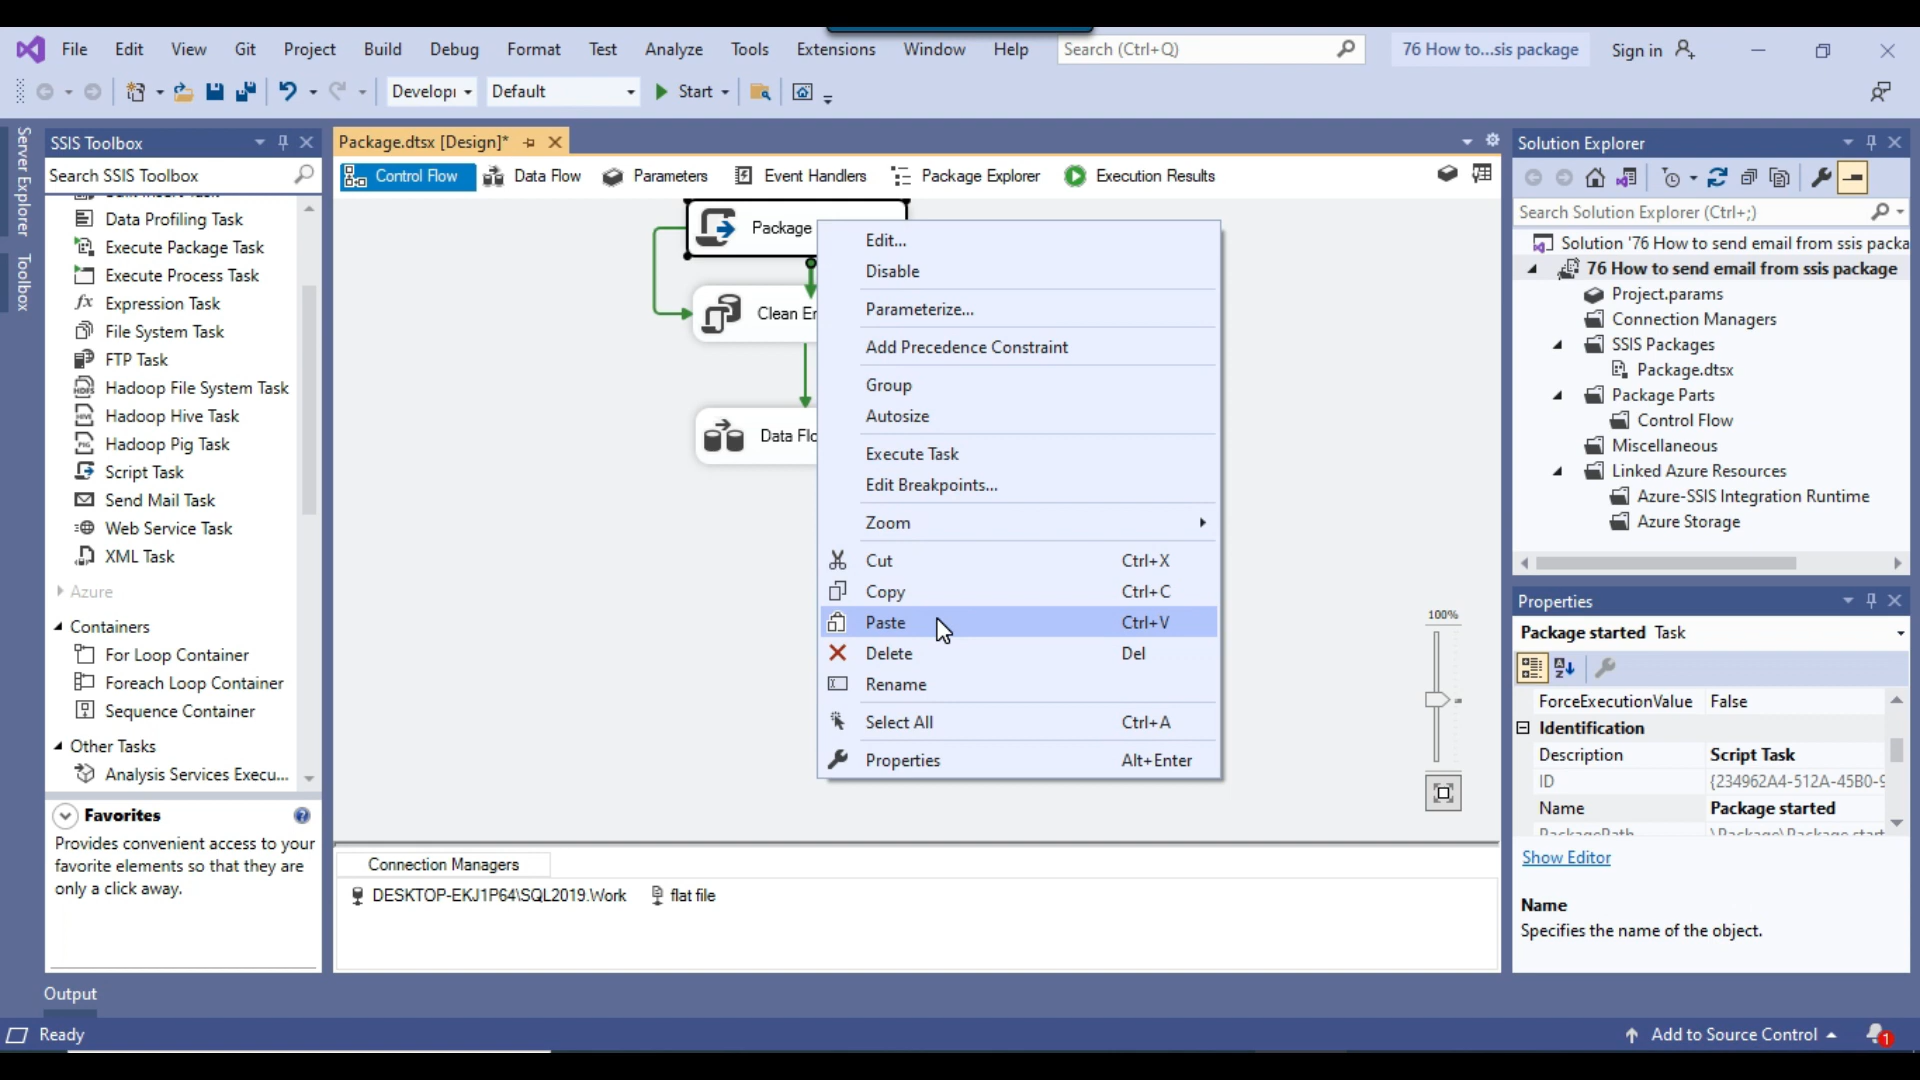 File Edit View Git Project Build Debug Format Test Analyze Tools Extensions Window Help Search (Ctrl+Q) 76 How to...sis package Sign in
Developi Default Start
Server Explorer
Toolbox
SSIS Toolbox
Search SSIS Toolbox
Data Profiling Task
Execute Package Task
Execute Process Task
Expression Task
File System Task
FTP Task
Hadoop File System Task
Hadoop Hive Task
Hadoop Pig Task
Script Task
Send Mail Task
Web Service Task
XML Task
Azure
Containers
For Loop Container
Foreach Loop Container
Sequence Container
Other Tasks
Analysis Services Execu...
Favorites
Provides convenient access to your
favorite elements so that they are
only a click away.
Package.dtsx [Design]*
Control Flow Data Flow Parameters Event Handlers Package Explorer Execution Results
Package
Clean Er
Data Flo
Edit...
Disable
Parameterize...
Add Precedence Constraint
Group
Autosize
Execute Task
Edit Breakpoints...
Zoom
Cut Ctrl+X
Copy Ctrl+C
Paste Ctrl+V
Delete Del
Rename
Select All Ctrl+A
Properties Alt+Enter
100%
Connection Managers
DESKTOP-EKJ1P64\SQL2019.Work flat file
Solution Explorer
Search Solution Explorer (Ctrl+;)
Solution '76 How to send email from ssis packa
76 How to send email from ssis package
Project.params
Connection Managers
SSIS Packages
Package.dtsx
Package Parts
Control Flow
Miscellaneous
Linked Azure Resources
Azure-SSIS Integration Runtime
Azure Storage
Properties
Package started Task
ForceExecutionValue False
Identification
Description Script Task
ID {234962A4-512A-45B0-9
Name Package started
PackagePath \Package\Package start
Show Editor
Name
Specifies the name of the object.
Output
Ready
Add to Source Control
1